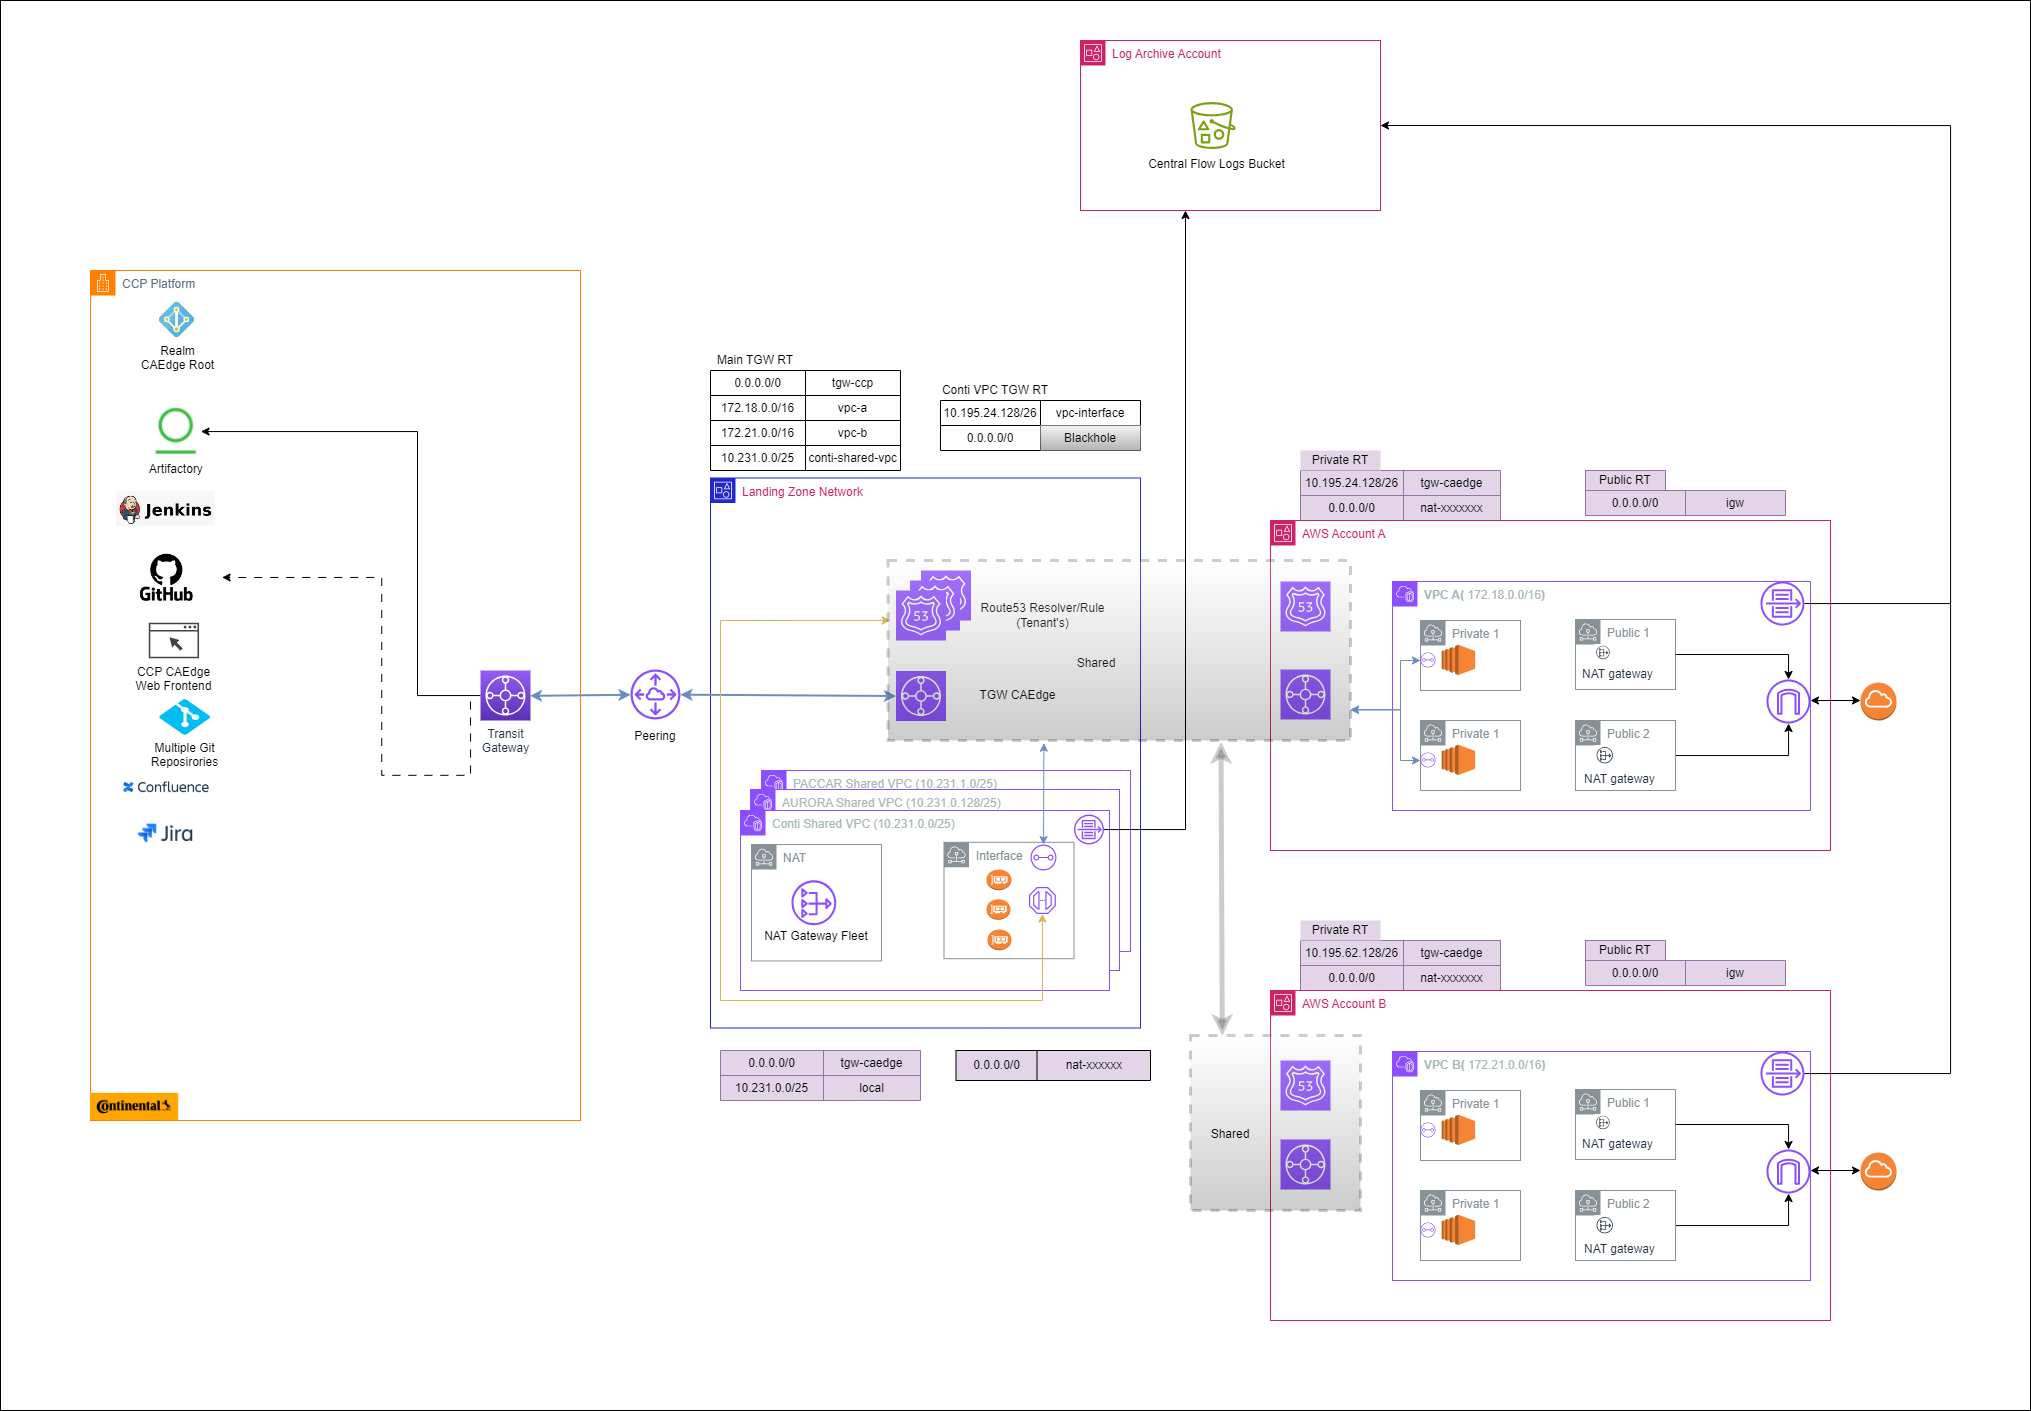 Log Archive Account
Central Flow Logs Bucket
CCP Platform
Realm
CAEdge Root
Artifactory
Jenkins
GitHub
CCP CAEdge
Web Frontend
Multiple Git
Reposirories
Confluence
Jira
Continental
Transit
Gateway
Peering
Main TGW RT
0.0.0.0/0 tgw-ccp
172.18.0.0/16 vpc-a
172.21.0.0/16 vpc-b
10.231.0.0/25 conti-shared-vpc
Conti VPC TGW RT
10.195.24.128/26 vpc-interface
0.0.0.0/0 Blackhole
Landing Zone Network
53
Route53 Resolver/Rule
(Tenant's)
Shared
TGW CAEdge
PACCAR Shared VPC (10.231.1.0/25)
AURORA Shared VPC (10.231.0.128/25)
Conti Shared VPC (10.231.0.0/25)
NAT
NAT Gateway Fleet
Interface
0.0.0.0/0 tgw-caedge
10.231.0.0/25 local
0.0.0.0/0 nat-xxxxxx
Private RT
10.195.24.128/26 tgw-caedge
0.0.0.0/0 nat-xxxxxxx
Public RT
0.0.0.0/0 igw
AWS Account A
53
VPC A( 172.18.0.0/16)
Private 1
Public 1
NAT gateway
Private 1
Public 2
NAT gateway
Private RT
10.195.62.128/26 tgw-caedge
0.0.0.0/0 nat-xxxxxxx
Public RT
0.0.0.0/0 igw
AWS Account B
53
Shared
VPC B( 172.21.0.0/16)
Private 1
Public 1
NAT gateway
Private 1
Public 2
NAT gateway